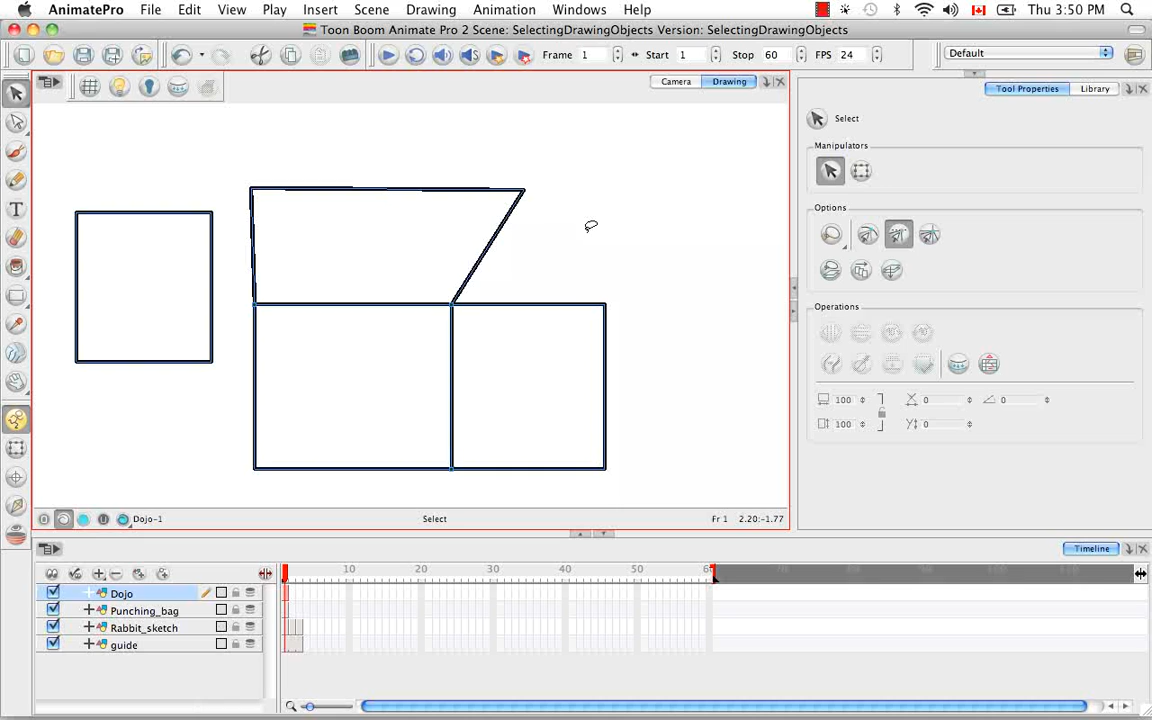 AnimatePro File Edit View Play Insert Scene Drawing Animation Windows Help Thu 3:50 PM
Toon Boom Animate Pro 2 Scene: SelectingDrawingObjects Version: SelectingDrawingObjects
Frame 1 Start 1 Stop 60 FPS 24 Default
Camera Drawing Tool Properties Library
Select
Manipulators
Options
Operations
100 0 0
100 0
Dojo-1 Select Fr 1 2.20:-1.77
Timeline
10 20 30 40 50
Dojo
Punching_bag
Rabbit_sketch
guide